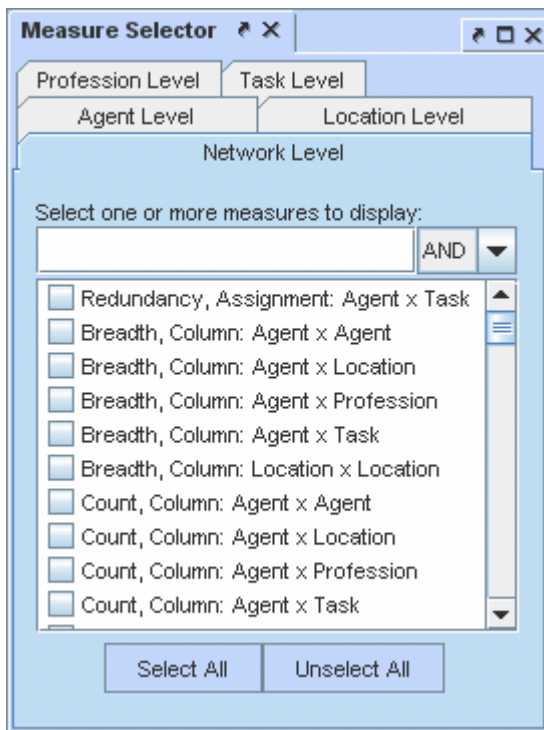 Measure Selector
Profession Level Task Level
Agent Level Location Level
Network Level
Select one or more measures to display:
AND
Redundancy, Assignment: Agent x Task
Breadth, Column: Agent x Agent
Breadth, Column: Agent x Location
Breadth, Column: Agent x Profession
Breadth, Column: Agent x Task
Breadth, Column: Location x Location
Count, Column: Agent x Agent
Count, Column: Agent x Location
Count, Column: Agent x Profession
Count, Column: Agent x Task
Select All Unselect All